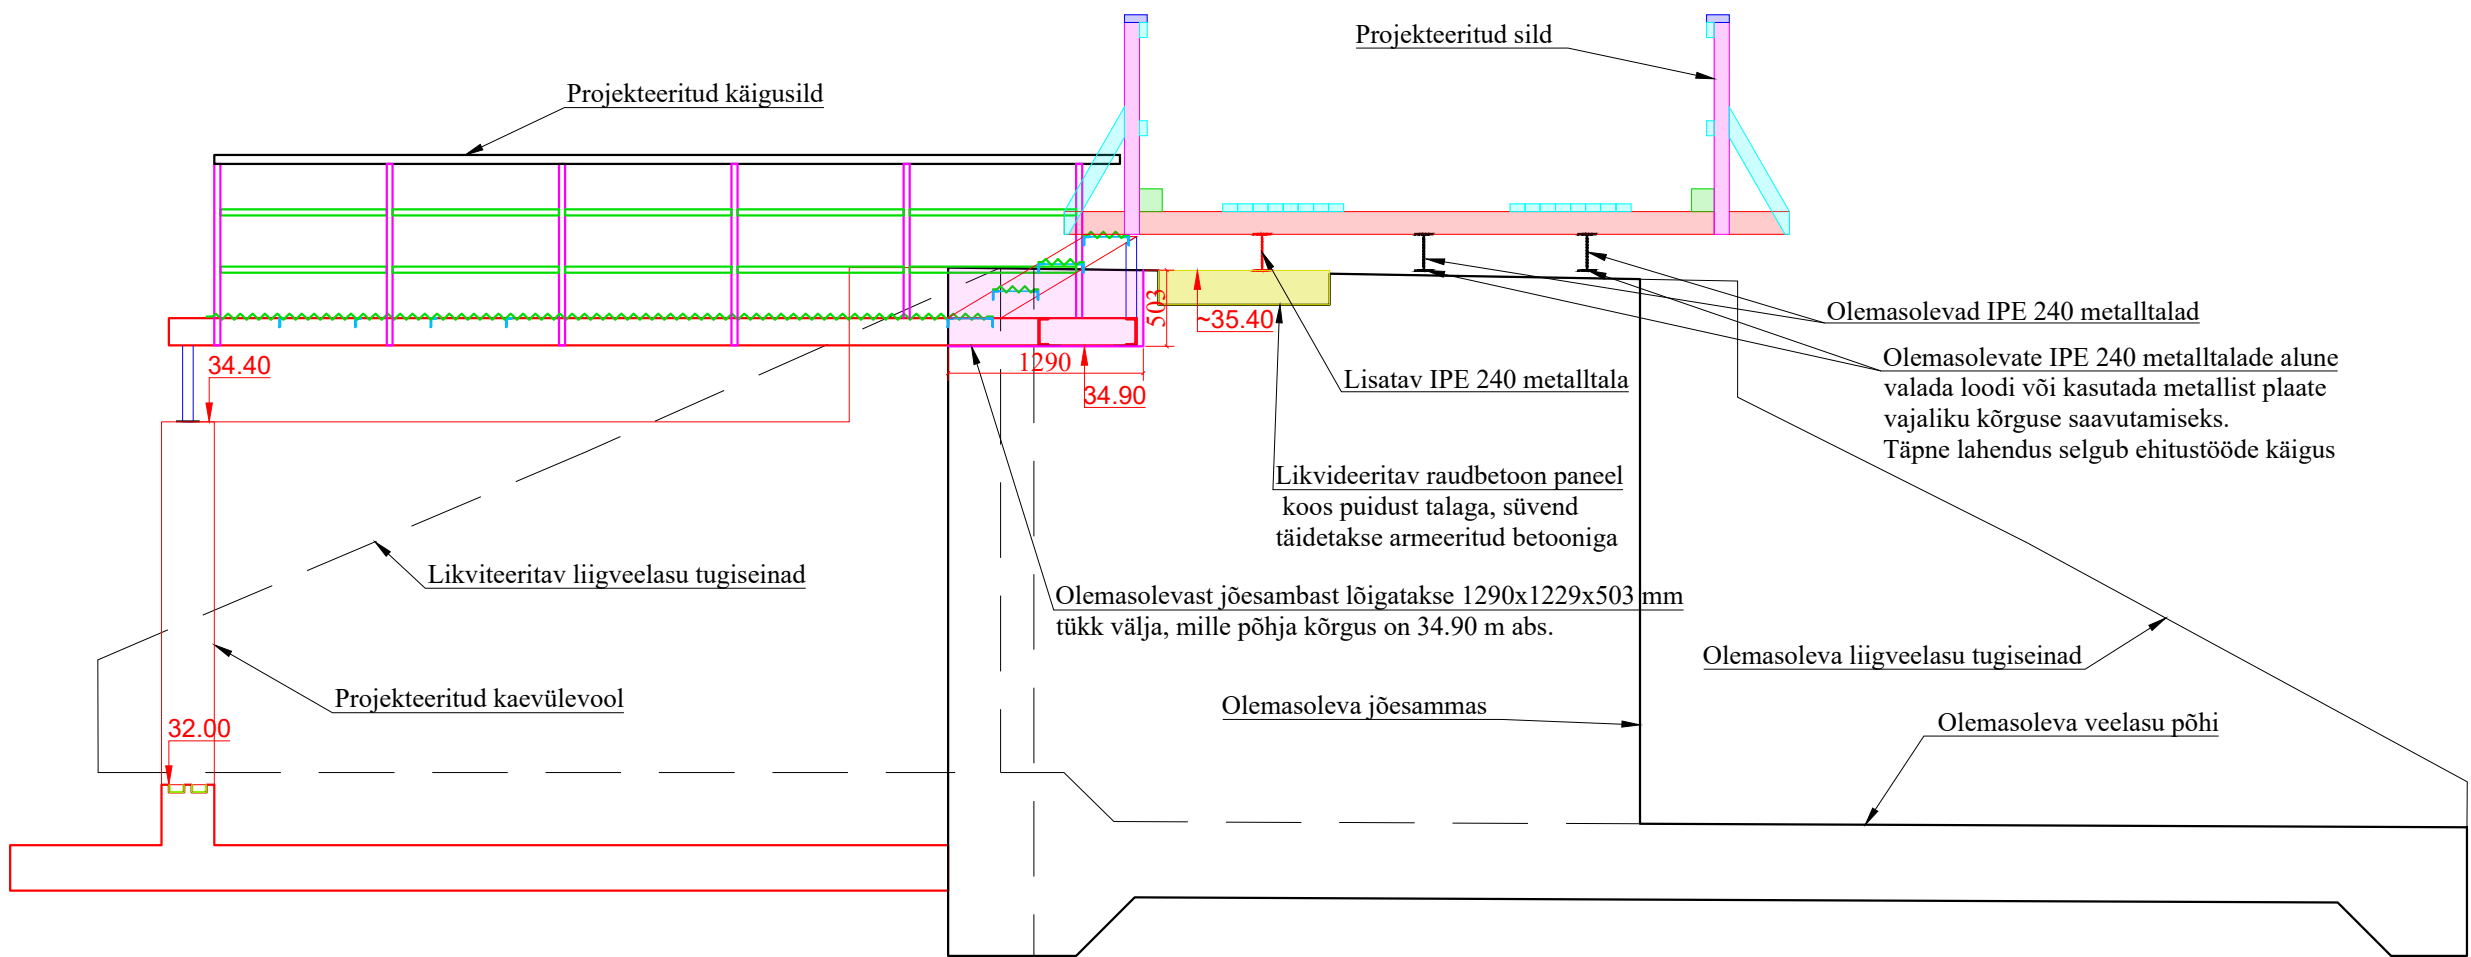 Projekteeritud sild
Projekteeritud käigusild
Olemasolevad IPE 240 metalltalad
503
~35.40
Olemasolevate IPE 240 metalltalade alune
valada loodi või kasutada metallist plaate
vajaliku kõrguse saavutamiseks.
Täpne lahendus selgub ehitustööde käigus
34.40
1290
34.90
Lisatav IPE 240 metalltala
Likvideeritav raudbetoon paneel
koos puidust talaga, süvend
täidetakse armeeritud betooniga
Likviteeritav liigveelasu tugiseinad
Olemasolevast jõesambast lõigatakse 1290x1229x503 mm
tükk välja, mille põhja kõrgus on 34.90 m abs.
Olemasoleva liigveelasu tugiseinad
Projekteeritud kaevülevool
Olemasoleva jõesammas
Olemasoleva veelasu põhi
32.00